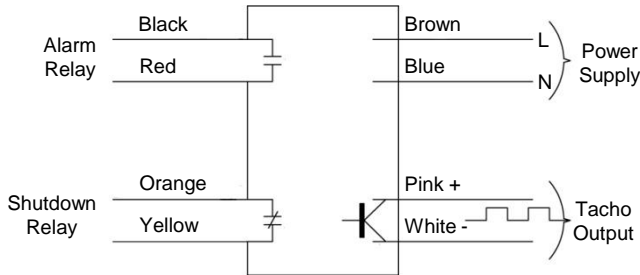 Black
Alarm
Relay
Red
Brown
L
Power
Supply
Blue
N
Orange
Shutdown
Relay
Yellow
Pink +
Tacho
Output
White -